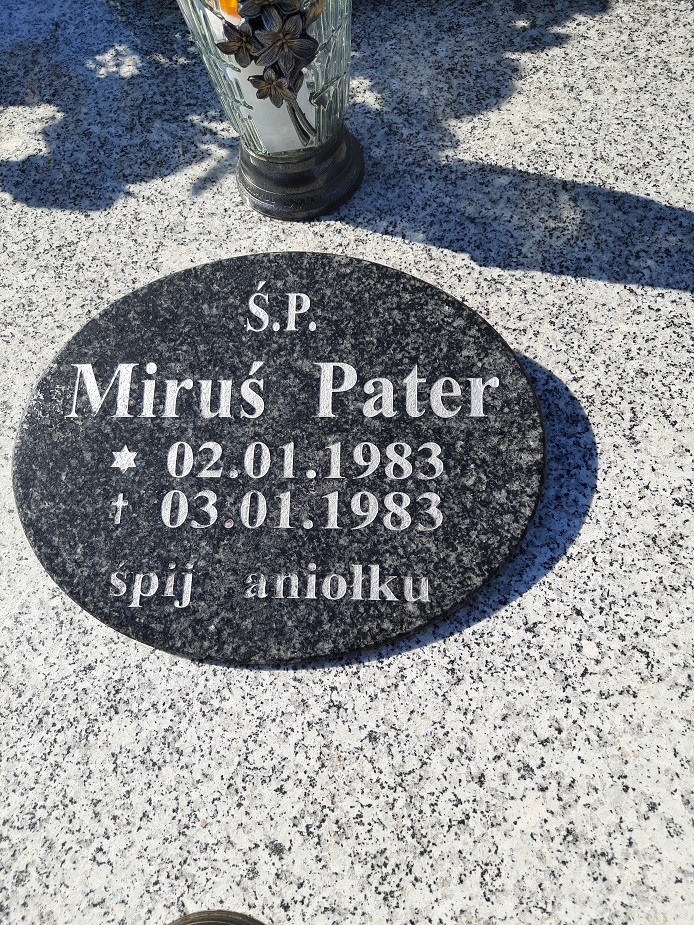 Ś.P.
Miruś Pater
✶ 02.01.1983
† 03.01.1983
śpij aniołku